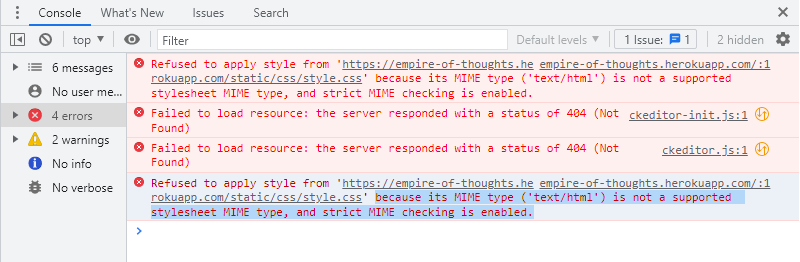 Console What's New Issues Search
top Filter Default levels 1 Issue: 1 2 hidden
6 messages
No user me...
4 errors
2 warnings
No info
No verbose
Refused to apply style from 'https://empire-of-thoughts.he empire-of-thoughts.herokuapp.com/:1
rokuapp.com/static/css/style.css' because its MIME type ('text/html') is not a supported
stylesheet MIME type, and strict MIME checking is enabled.
Failed to load resource: the server responded with a status of 404 (Not ckeditor-init.js:1
Found)
Failed to load resource: the server responded with a status of 404 (Not ckeditor.js:1
Found)
Refused to apply style from 'https://empire-of-thoughts.he empire-of-thoughts.herokuapp.com/:1
rokuapp.com/static/css/style.css' because its MIME type ('text/html') is not a supported
stylesheet MIME type, and strict MIME checking is enabled.